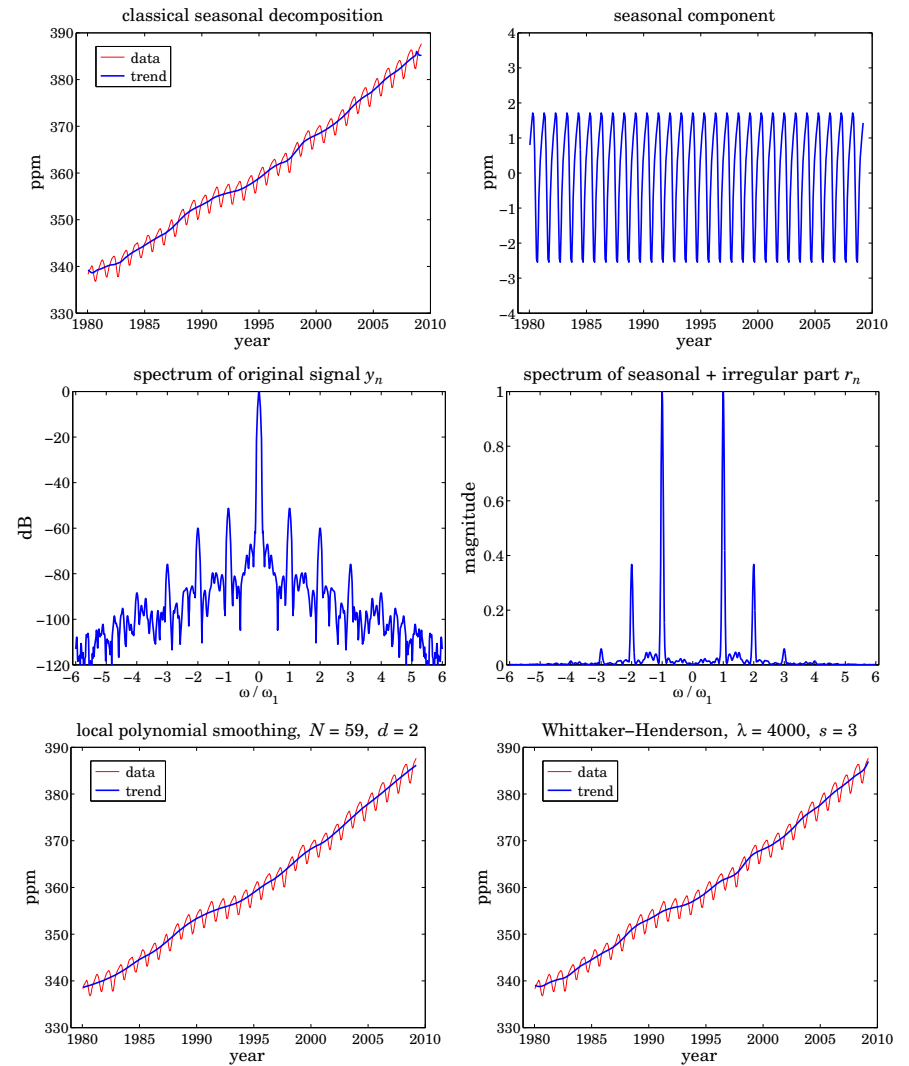 classical seasonal decomposition
390
380
370
360
350
340
330
ppm
data
trend
1980 1985 1990 1995 2000 2005 2010
year
seasonal component
4
3
2
1
0
−1
−2
−3
−4
ppm
1980 1985 1990 1995 2000 2005 2010
year
spectrum of original signal yn
0
−20
−40
−60
−80
−100
−120
dB
−6 −5 −4 −3 −2 −1 0 1 2 3 4 5 6
ω / ω1
spectrum of seasonal + irregular part rn
1
0.8
0.6
0.4
0.2
0
magnitude
−6 −5 −4 −3 −2 −1 0 1 2 3 4 5 6
ω / ω1
local polynomial smoothing, N = 59, d = 2
390
380
370
360
350
340
330
ppm
data
trend
1980 1985 1990 1995 2000 2005 2010
year
Whittaker–Henderson, λ = 4000, s = 3
390
380
370
360
350
340
330
ppm
data
trend
1980 1985 1990 1995 2000 2005 2010
year